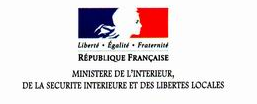 Liberté • Égalité • Fraternité
RÉPUBLIQUE FRANÇAISE
MINISTERE DE L'INTERIEUR,
DE LA SECURITE INTERIEURE ET DES LIBERTES LOCALES